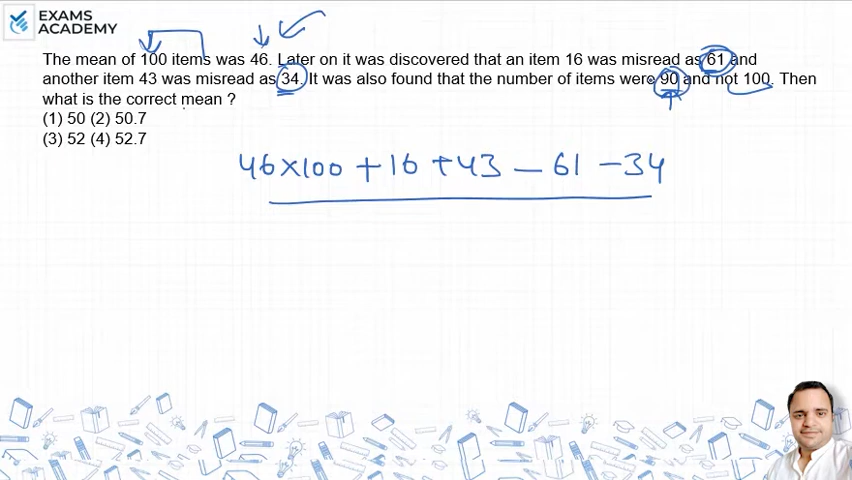 EXAMS
ACADEMY
The mean of 100 items was 46. Later on it was discovered that an item 16 was misread as 61 and
another item 43 was misread as 34. It was also found that the number of items were 90 and not 100. Then
what is the correct mean ?
(1) 50 (2) 50.7
(3) 52 (4) 52.7
46×100 + 16 + 43 - 61 - 34